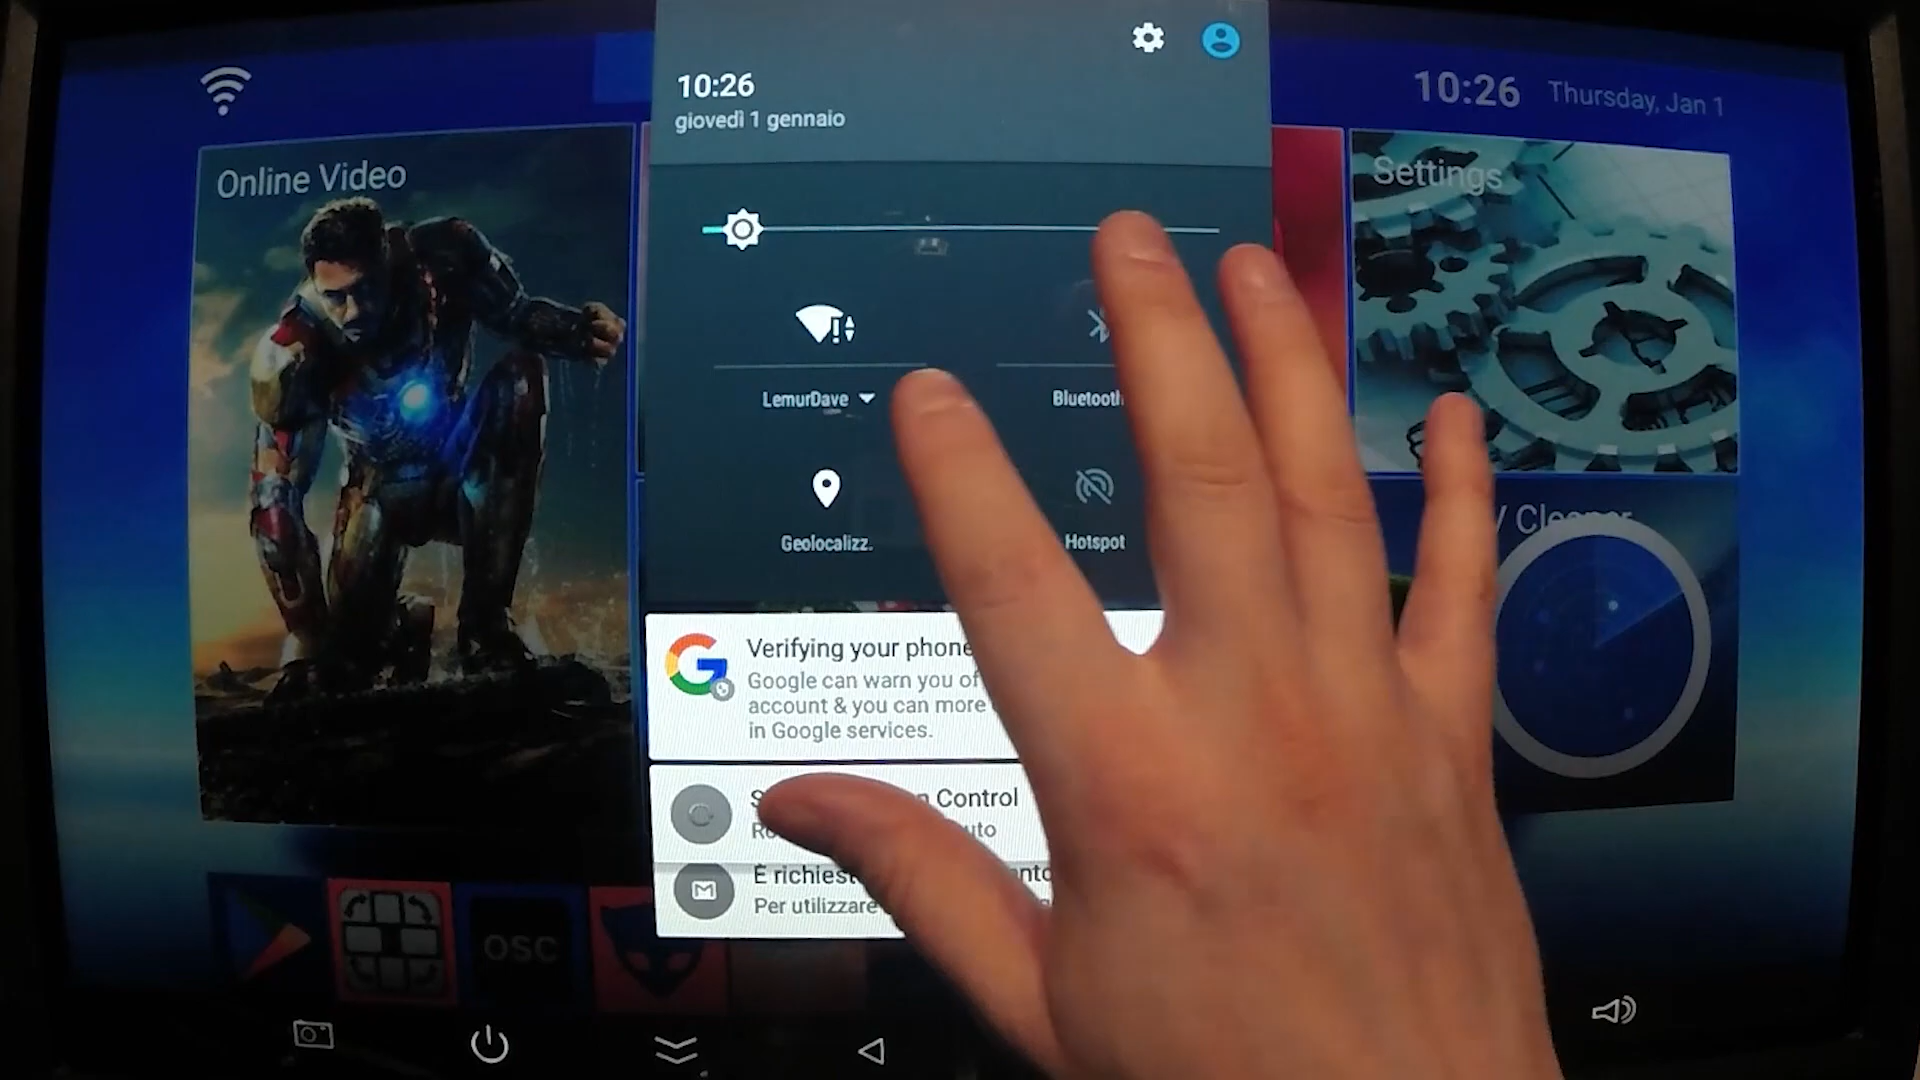 10:26
giovedì 1 gennaio
10:26
Thursday, Jan 1
Online Video
Settings
LemurDave
Bluetooth
Geolocalizz.
Hotspot
Cleaner
Verifying your phone
Google can warn you of
account & you can more
in Google services.
Control
È
Per utilizzare
OSC